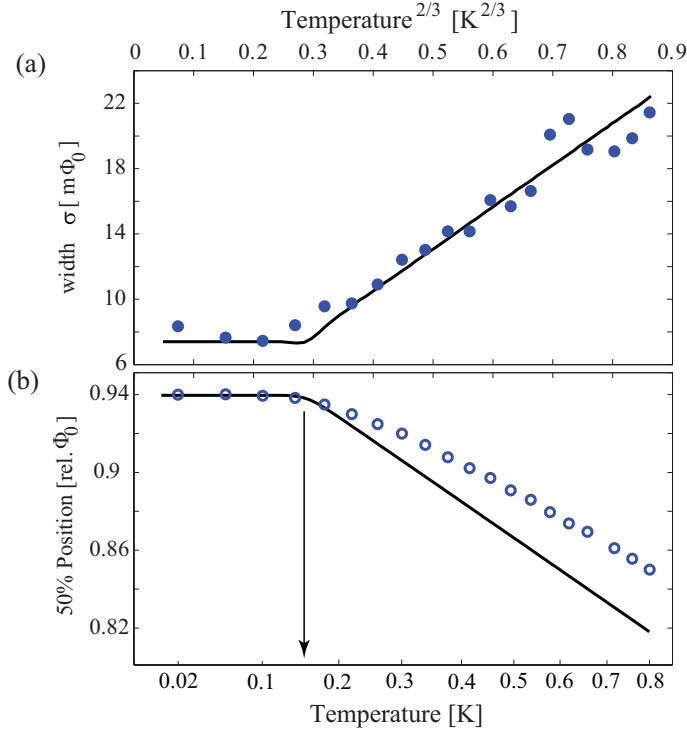 Temperature^2/3 [K^2/3]
0 0.1 0.2 0.3 0.4 0.5 0.6 0.7 0.8 0.9
(a)
22
18
14
10
6
width σ [ mΦ0]
(b)
0.94
0.9
0.86
0.82
50% Position [rel. Φ0]
0.02 0.1 0.2 0.3 0.4 0.5 0.6 0.7 0.8
Temperature [K]